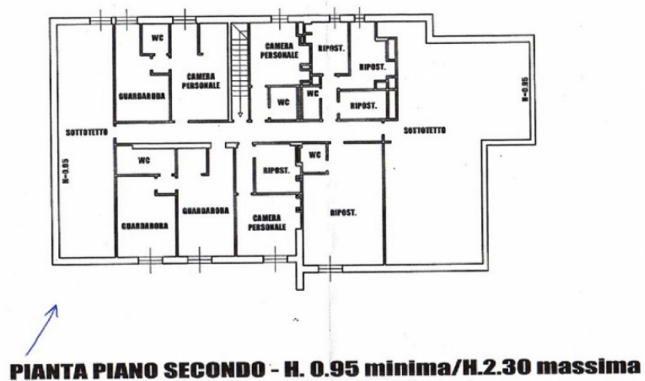 WC
CAMERA
PERSONALE
GUARDAROBA
CAMERA
PERSONALE
RIPOST.
RIPOST.
WC
WC
RIPOST.
H=0.95
SOTTOTETTO
SOTTOTETTO
H=0.95
WC
GUARDAROBA
GUARDAROBA
RIPOST.
CAMERA
PERSONALE
WC
RIPOST.
PIANTA PIANO SECONDO - H. 0.95 minima/H.2.30 massima